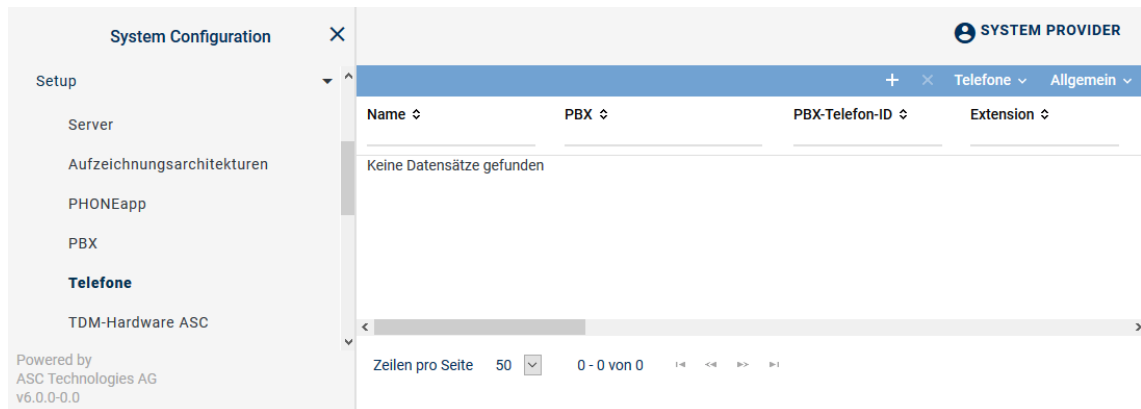 System Configuration
SYSTEM PROVIDER
Setup
Server
Aufzeichnungsarchitekturen
PHONEapp
PBX
Telefone
TDM-Hardware ASC
Powered by
ASC Technologies AG
v6.0.0-0.0
Telefone Allgemein
Name PBX PBX-Telefon-ID Extension
Keine Datensätze gefunden
Zeilen pro Seite 50 0 - 0 von 0